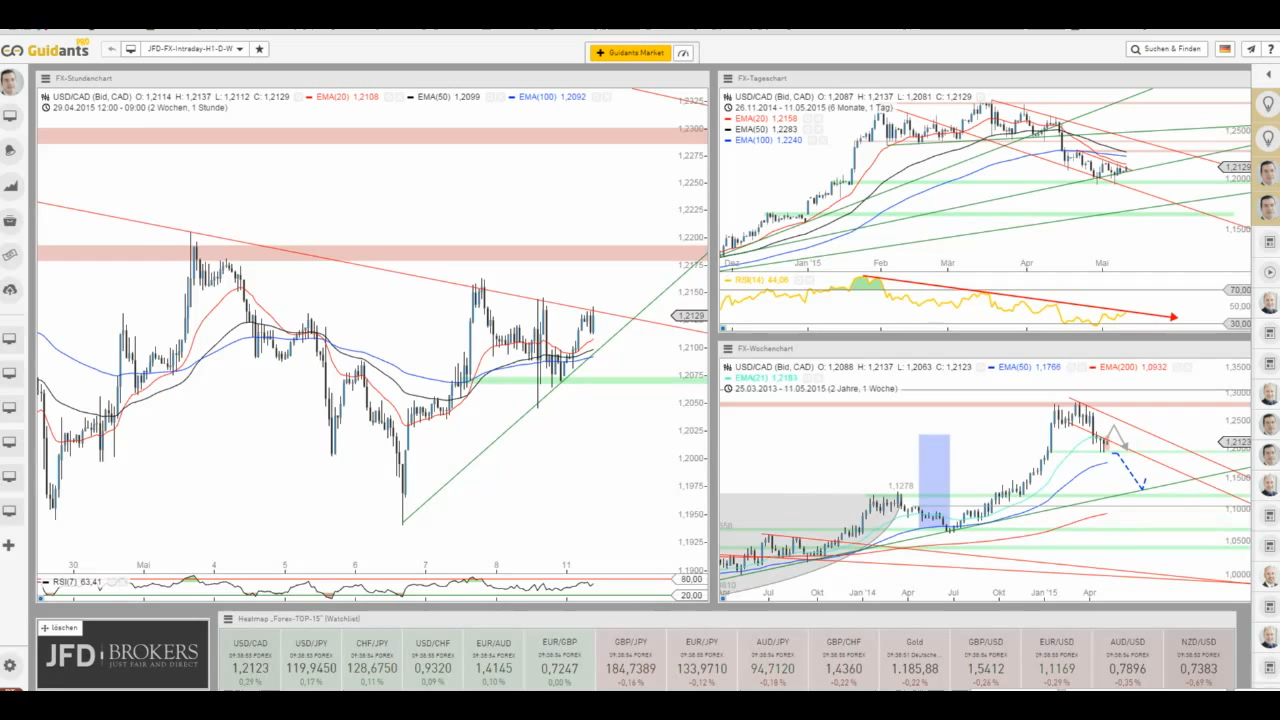 Guidants PRO
JFD-FX-Intraday-H1-D-W
Guidants Market
Suchen & Finden
?
FX-Stundenchart
USD/CAD (Bid, CAD) O: 1,2114 H: 1,2137 L: 1,2112 C: 1,2129
EMA(20) 1,2108
EMA(50) 1,2099
EMA(100) 1,2092
29.04.2015 12:00 - 09:00 (2 Wochen, 1 Stunde)
1,2325
1,2300
1,2275
1,2250
1,2225
1,2200
1,2175
1,2150
1,2129
1,2100
1,2075
1,2050
1,2025
1,2000
1,1975
1,1950
1,1925
1,1900
30 Mai 4 5 6 7 8 11
RSI(7) 63,41
80,00
20,00
FX-Tageschart
USD/CAD (Bid, CAD) O: 1,2087 H: 1,2137 L: 1,2081 C: 1,2129
26.11.2014 - 11.05.2015 (6 Monate, 1 Tag)
EMA(20) 1,2158
EMA(50) 1,2283
EMA(100) 1,2240
1,2500
1,2129
1,2000
1,1500
Dez Jan '15 Feb Mär Apr Mai
RSI(14) 44,06
70,00
50,00
30,00
FX-Wochenchart
USD/CAD (Bid, CAD) O: 1,2088 H: 1,2137 L: 1,2063 C: 1,2123
EMA(50) 1,1766
EMA(200) 1,0932
EMA(21) 1,2183
25.03.2013 - 11.05.2015 (2 Jahre, 1 Woche)
1,3500
1,3000
1,2500
1,2123
1,2000
1,1500
1,1000
1,0500
1,0000
1,1278
Jul Okt Jan '14 Apr Jul Okt Jan '15 Apr
löschen
JFD BROKERS
JUST FAIR AND DIRECT
Heatmap „Forex-TOP-15" (Watchlist)
USD/CAD USD/JPY CHF/JPY USD/CHF EUR/AUD EUR/GBP GBP/JPY EUR/JPY AUD/JPY GBP/CHF Gold GBP/USD EUR/USD AUD/USD NZD/USD
1,2123 119,9450 128,6750 0,9320 1,4145 0,7247 184,7389 133,9710 94,7120 1,4360 1.185,88 1,5412 1,1169 0,7896 0,7383
0,29 % 0,17 % 0,11 % 0,09 % 0,10 % 0,00 % -0,16 % -0,12 % -0,18 % -0,22 % -0,22 % -0,26 % -0,29 % -0,35 % -0,69 %